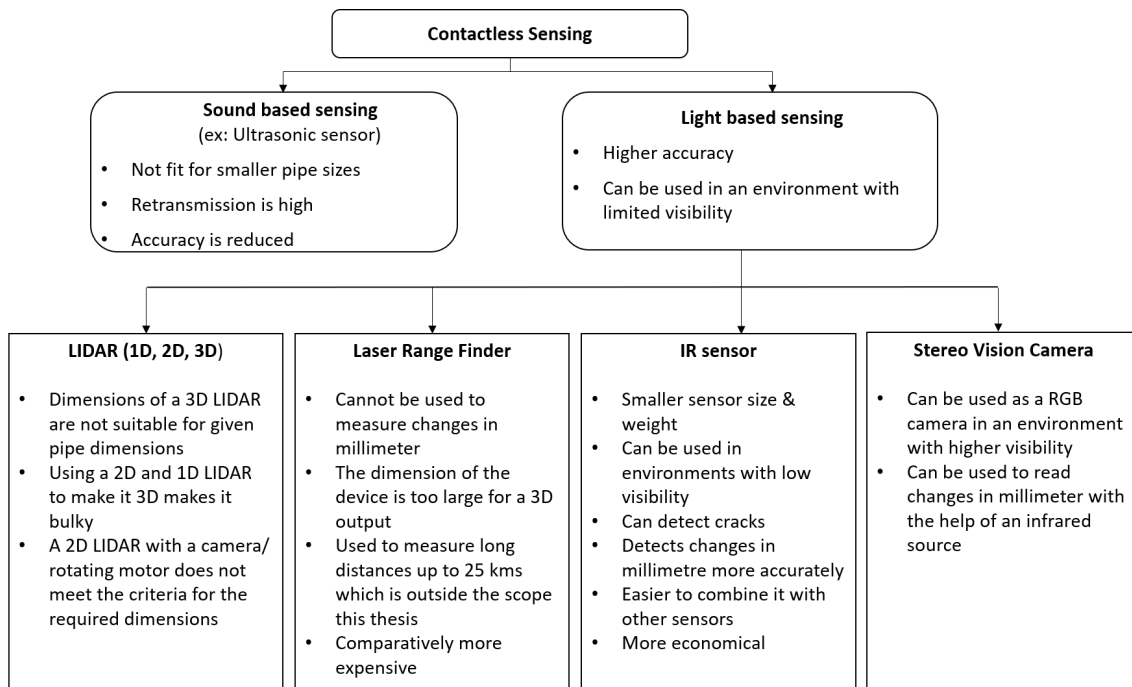 Contactless Sensing
Sound based sensing
(ex: Ultrasonic sensor)
• Not fit for smaller pipe sizes
• Retransmission is high
• Accuracy is reduced
Light based sensing
• Higher accuracy
• Can be used in an environment with
limited visibility
LIDAR (1D, 2D, 3D)
• Dimensions of a 3D LIDAR
are not suitable for given
pipe dimensions
• Using a 2D and 1D LIDAR
to make it 3D makes it
bulky
• A 2D LIDAR with a camera/
rotating motor does not
meet the criteria for the
required dimensions
Laser Range Finder
• Cannot be used to
measure changes in
millimeter
• The dimension of the
device is too large for a 3D
output
• Used to measure long
distances up to 25 kms
which is outside the scope
this thesis
• Comparatively more
expensive
IR sensor
• Smaller sensor size &
weight
• Can be used in
environments with low
visibility
• Can detect cracks
• Detects changes in
millimetre more accurately
• Easier to combine it with
other sensors
• More economical
Stereo Vision Camera
• Can be used as a RGB
camera in an environment
with higher visibility
• Can be used to read
changes in millimeter with
the help of an infrared
source